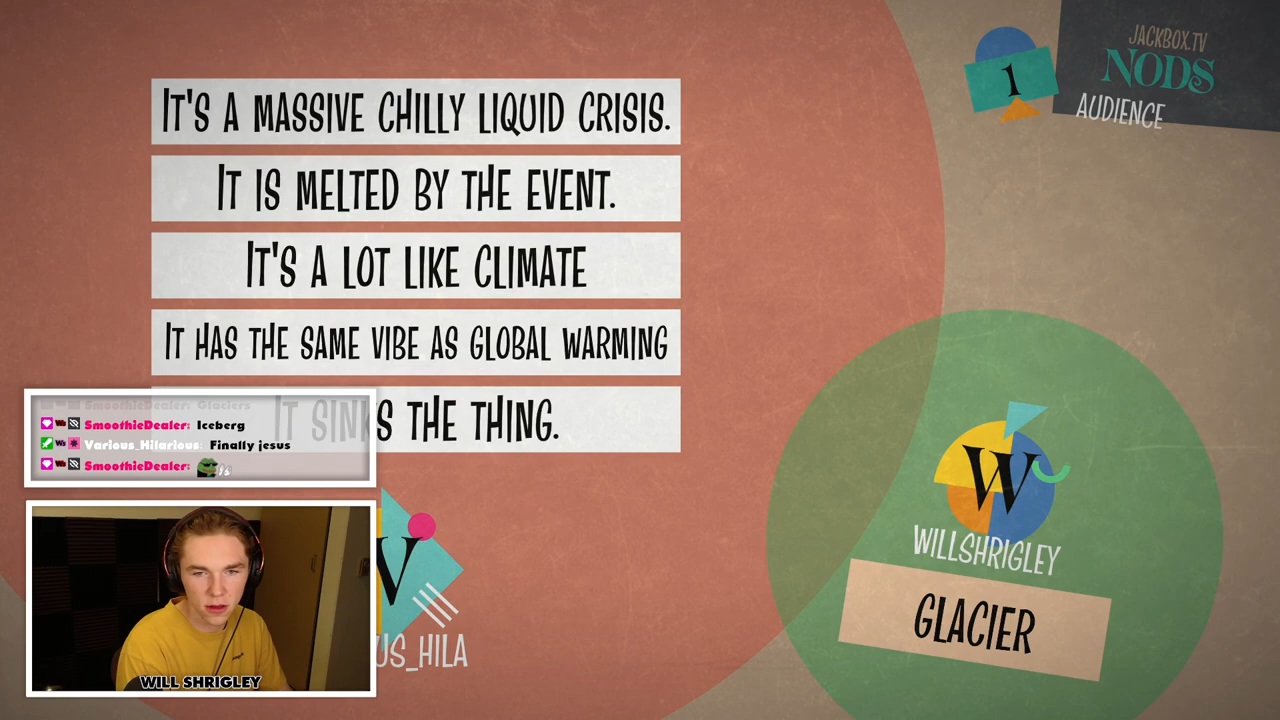 IT'S A MASSIVE CHILLY LIQUID CRISIS.
IT IS MELTED BY THE EVENT.
IT'S A LOT LIKE CLIMATE
IT HAS THE SAME VIBE AS GLOBAL WARMING
IT SINKS THE THING.
1
JACKBOX.TV
NODS
AUDIENCE
SmoothieDealer: Glaciers
SmoothieDealer: Iceberg
Various_Hilarious: Finally jesus
SmoothieDealer:
V
US_HILA
W
WILLSHRIGLEY
GLACIER
WILL SHRIGLEY